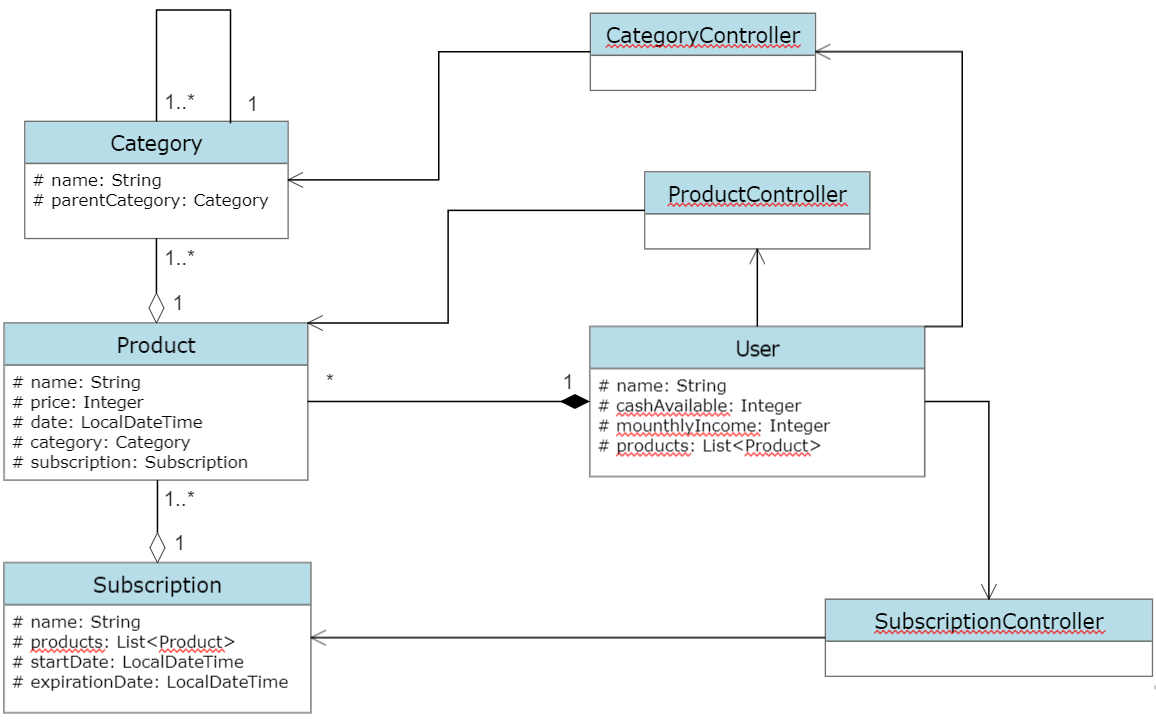 CategoryController
1..*
1
Category
# name: String
# parentCategory: Category
ProductController
1..*
1
Product
# name: String
# price: Integer
# date: LocalDateTime
# category: Category
# subscription: Subscription
*
1
User
# name: String
# cashAvailable: Integer
# mounthlyIncome: Integer
# products: List<Product>
1..*
1
Subscription
# name: String
# products: List<Product>
# startDate: LocalDateTime
# expirationDate: LocalDateTime
SubscriptionController